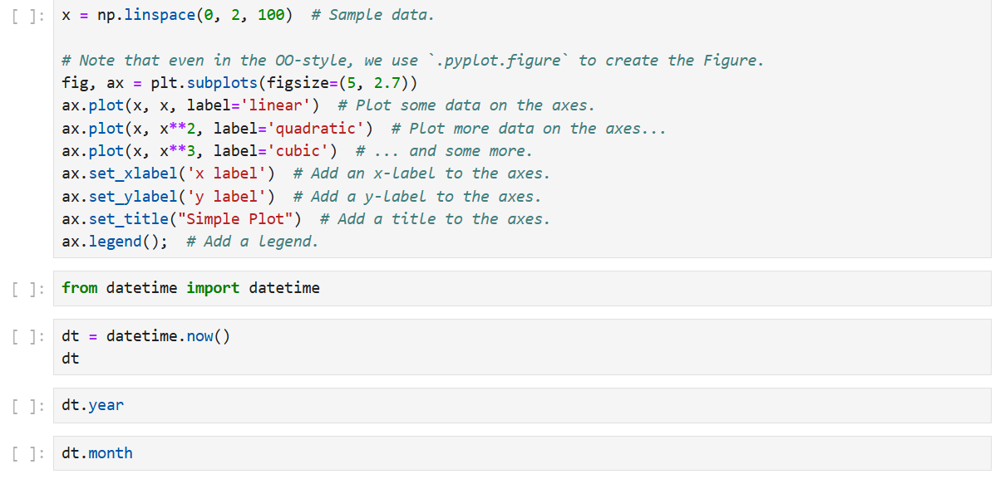 [ ]: x = np.linspace(0, 2, 100)  # Sample data.

# Note that even in the OO-style, we use `.pyplot.figure` to create the Figure.
fig, ax = plt.subplots(figsize=(5, 2.7))
ax.plot(x, x, label='linear')  # Plot some data on the axes.
ax.plot(x, x**2, label='quadratic')  # Plot more data on the axes...
ax.plot(x, x**3, label='cubic')  # ... and some more.
ax.set_xlabel('x label')  # Add an x-label to the axes.
ax.set_ylabel('y label')  # Add a y-label to the axes.
ax.set_title("Simple Plot")  # Add a title to the axes.
ax.legend();  # Add a legend.
[ ]: from datetime import datetime
[ ]: dt = datetime.now()
dt
[ ]: dt.year
[ ]: dt.month